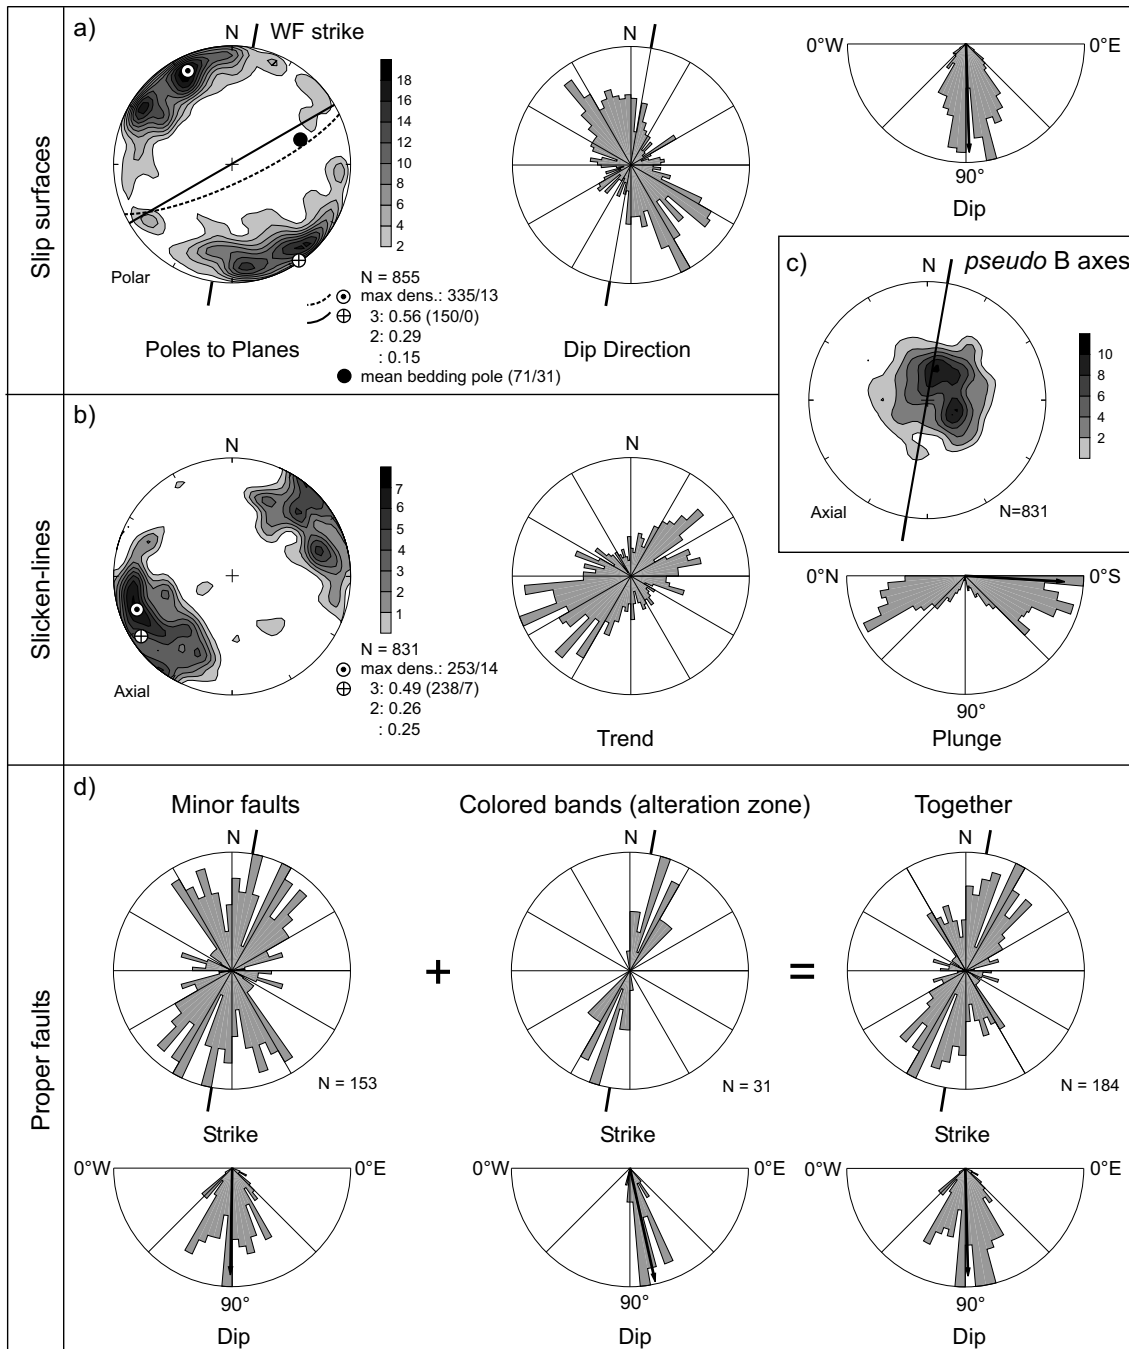 Slip surfaces
a)
N
WF strike
18
16
14
12
10
8
6
4
2
Polar
N = 855
max dens.: 335/13
3: 0.56 (150/0)
2: 0.29
: 0.15
mean bedding pole (71/31)
Poles to Planes
N
Dip Direction
0°W
0°E
90°
Dip
c)
N
pseudo B axes
10
8
6
4
2
Axial
N=831
Slicken-lines
b)
N
7
6
5
4
3
2
1
Axial
N = 831
max dens.: 253/14
3: 0.49 (238/7)
2: 0.26
: 0.25
N
Trend
0°N
0°S
90°
Plunge
Proper faults
d)
Minor faults
Colored bands (alteration zone)
Together
N
N
N
+
=
N = 153
N = 31
N = 184
Strike
Strike
Strike
0°W
0°E
0°W
0°E
90°
90°
90°
Dip
Dip
Dip